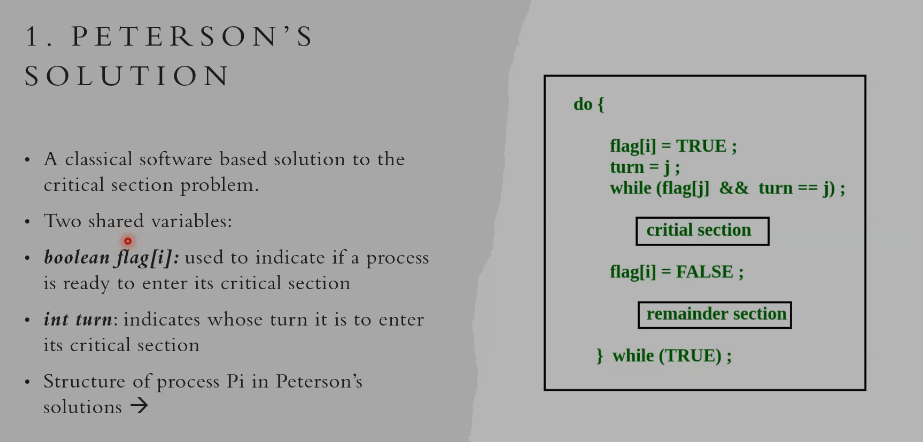 1. PETERSON'S
SOLUTION
• A classical software based solution to the
critical section problem.
• Two shared variables:
• boolean flag[i]: used to indicate if a process
is ready to enter its critical section
• int turn: indicates whose turn it is to enter
its critical section
• Structure of process Pi in Peterson's
solutions →
do {
flag[i] = TRUE ;
turn = j ;
while (flag[j] && turn == j) ;
critial section
flag[i] = FALSE ;
remainder section
} while (TRUE) ;